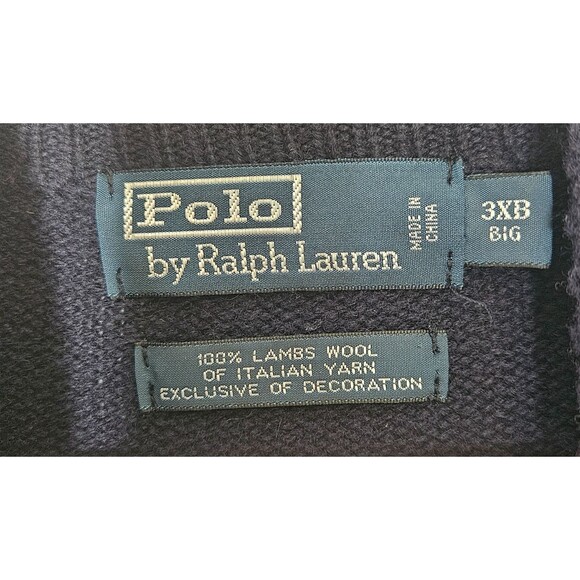 Polo
by Ralph Lauren
MADE IN
CHINA
3XB
BIG
100% LAMBS WOOL
OF ITALIAN YARN
EXCLUSIVE OF DECORATION